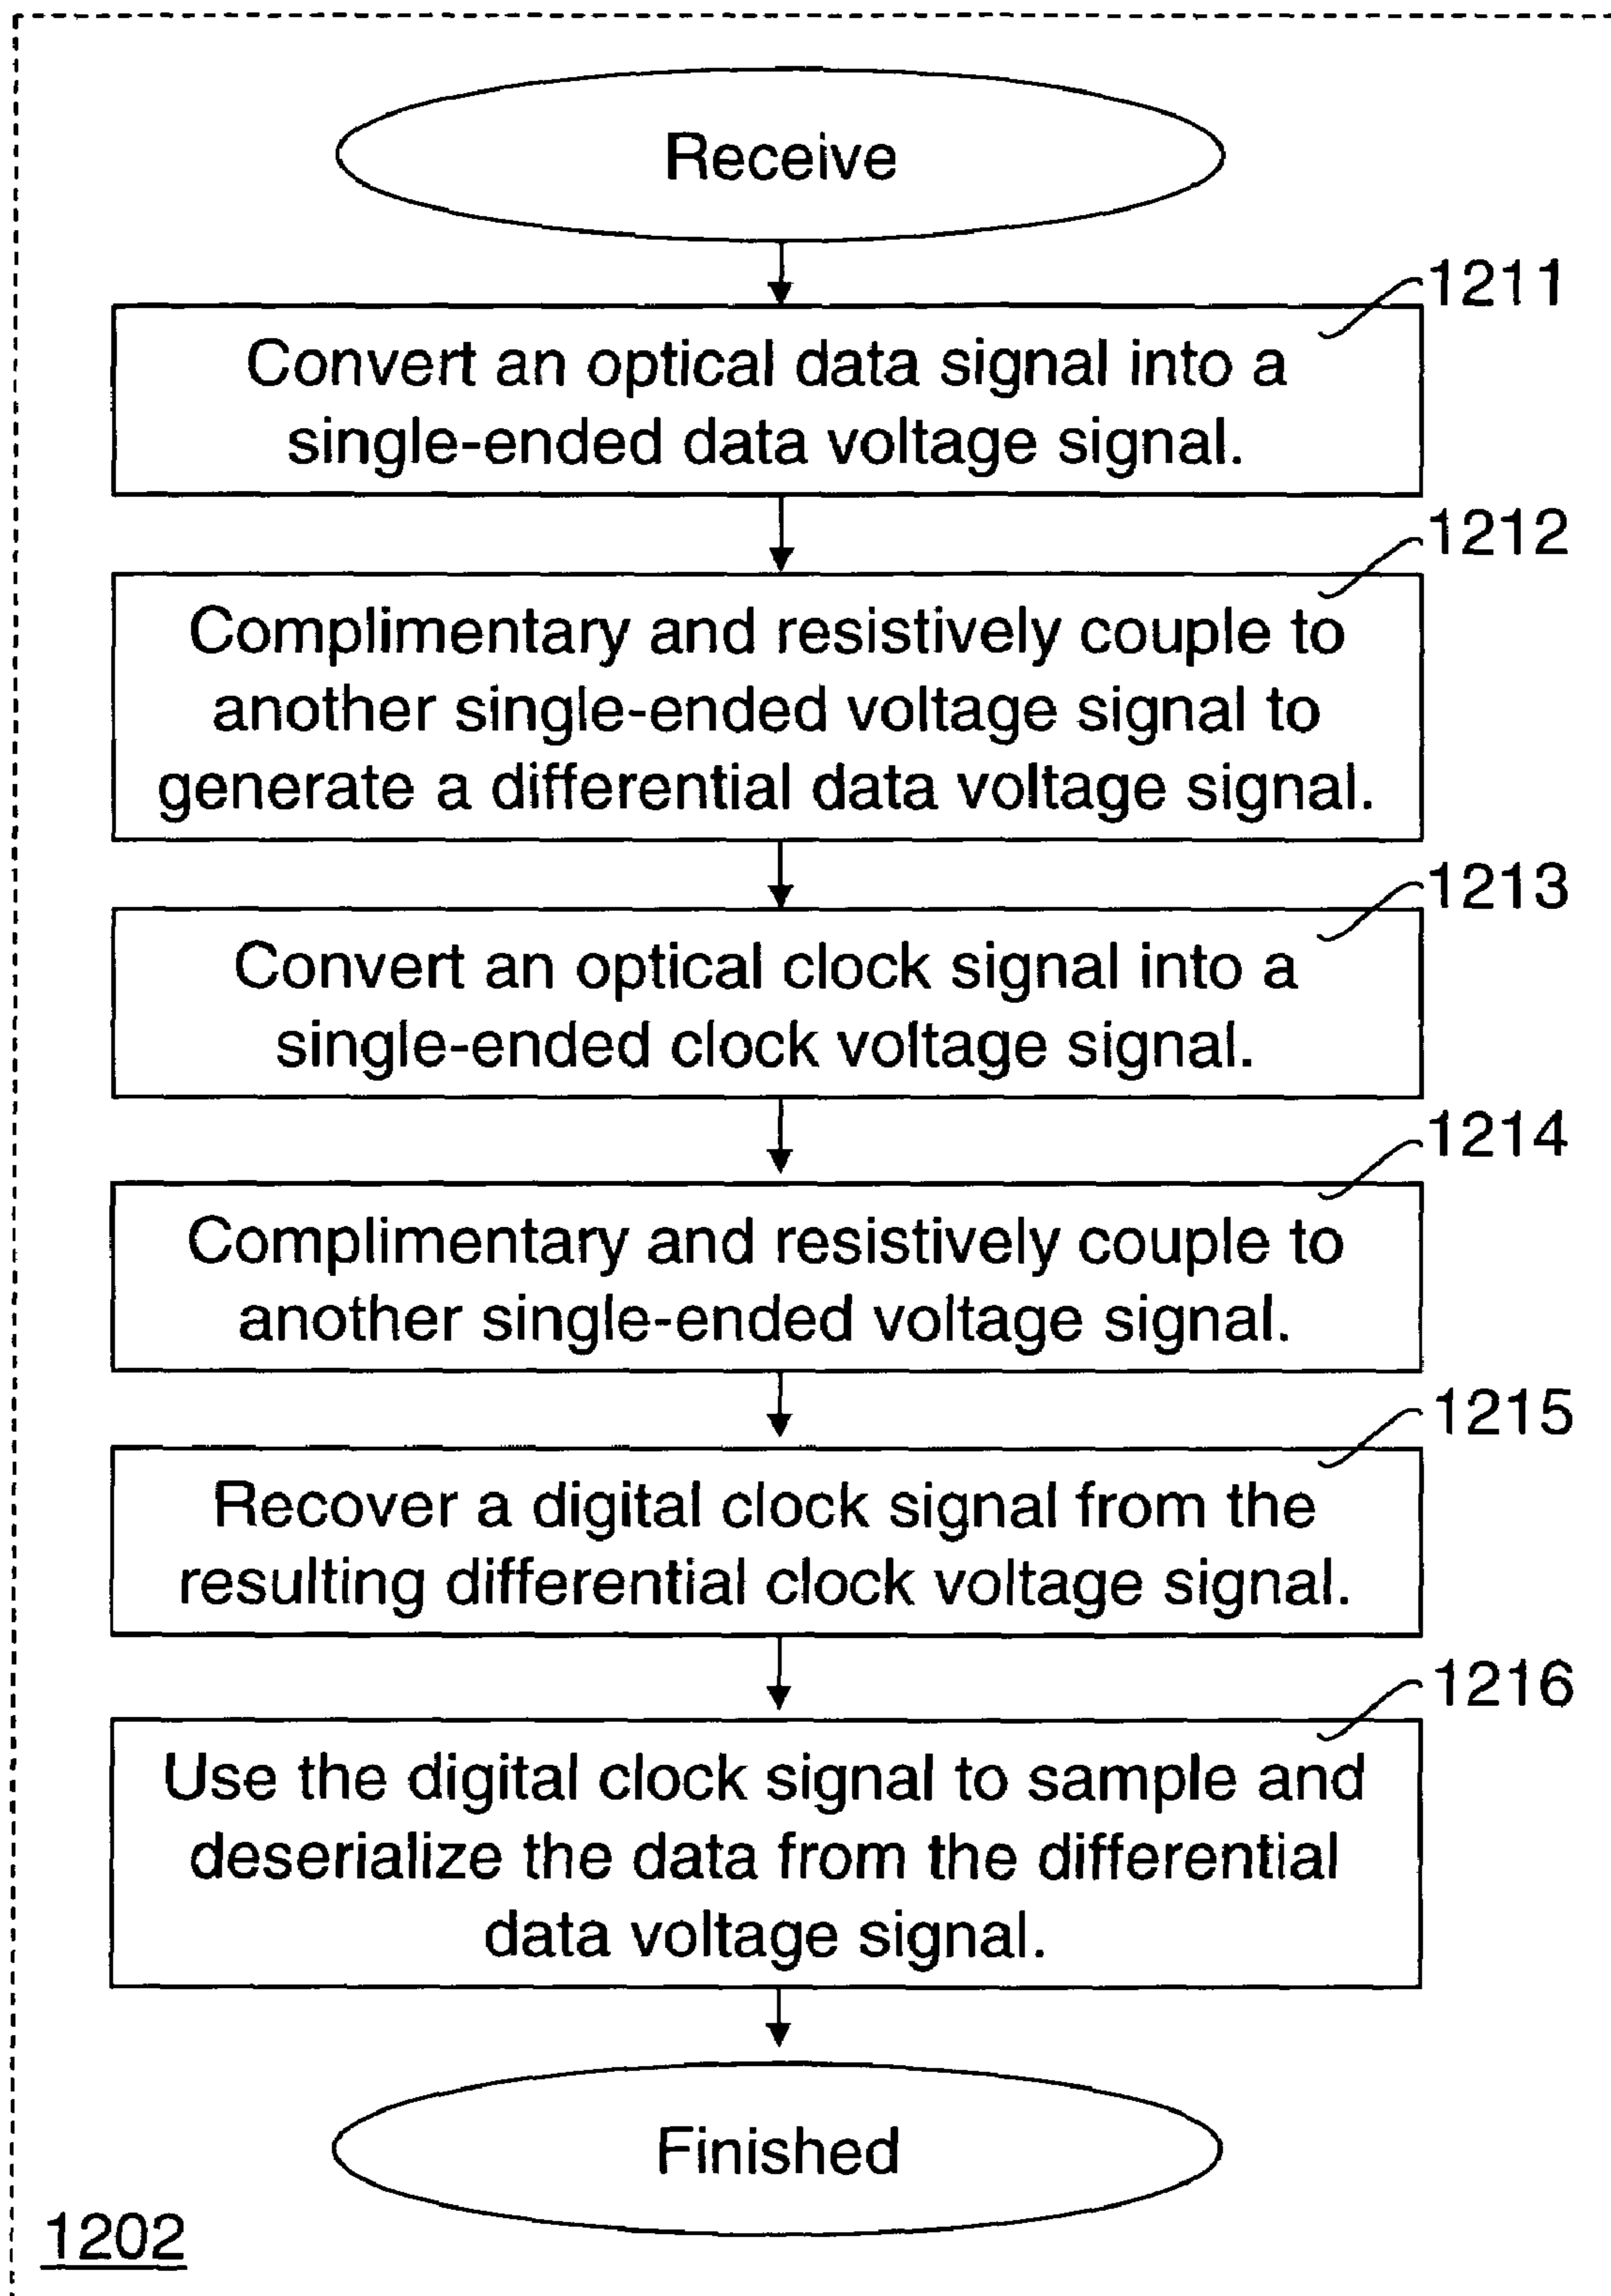 Receive
1211
Convert an optical data signal into a
single-ended data voltage signal.
1212
Complimentary and resistively couple to
another single-ended voltage signal to
generate a differential data voltage signal.
1213
Convert an optical clock signal into a
single-ended clock voltage signal.
1214
Complimentary and resistively couple to
another single-ended voltage signal.
1215
Recover a digital clock signal from the
resulting differential clock voltage signal.
1216
Use the digital clock signal to sample and
deserialize the data from the differential
data voltage signal.
Finished
1202